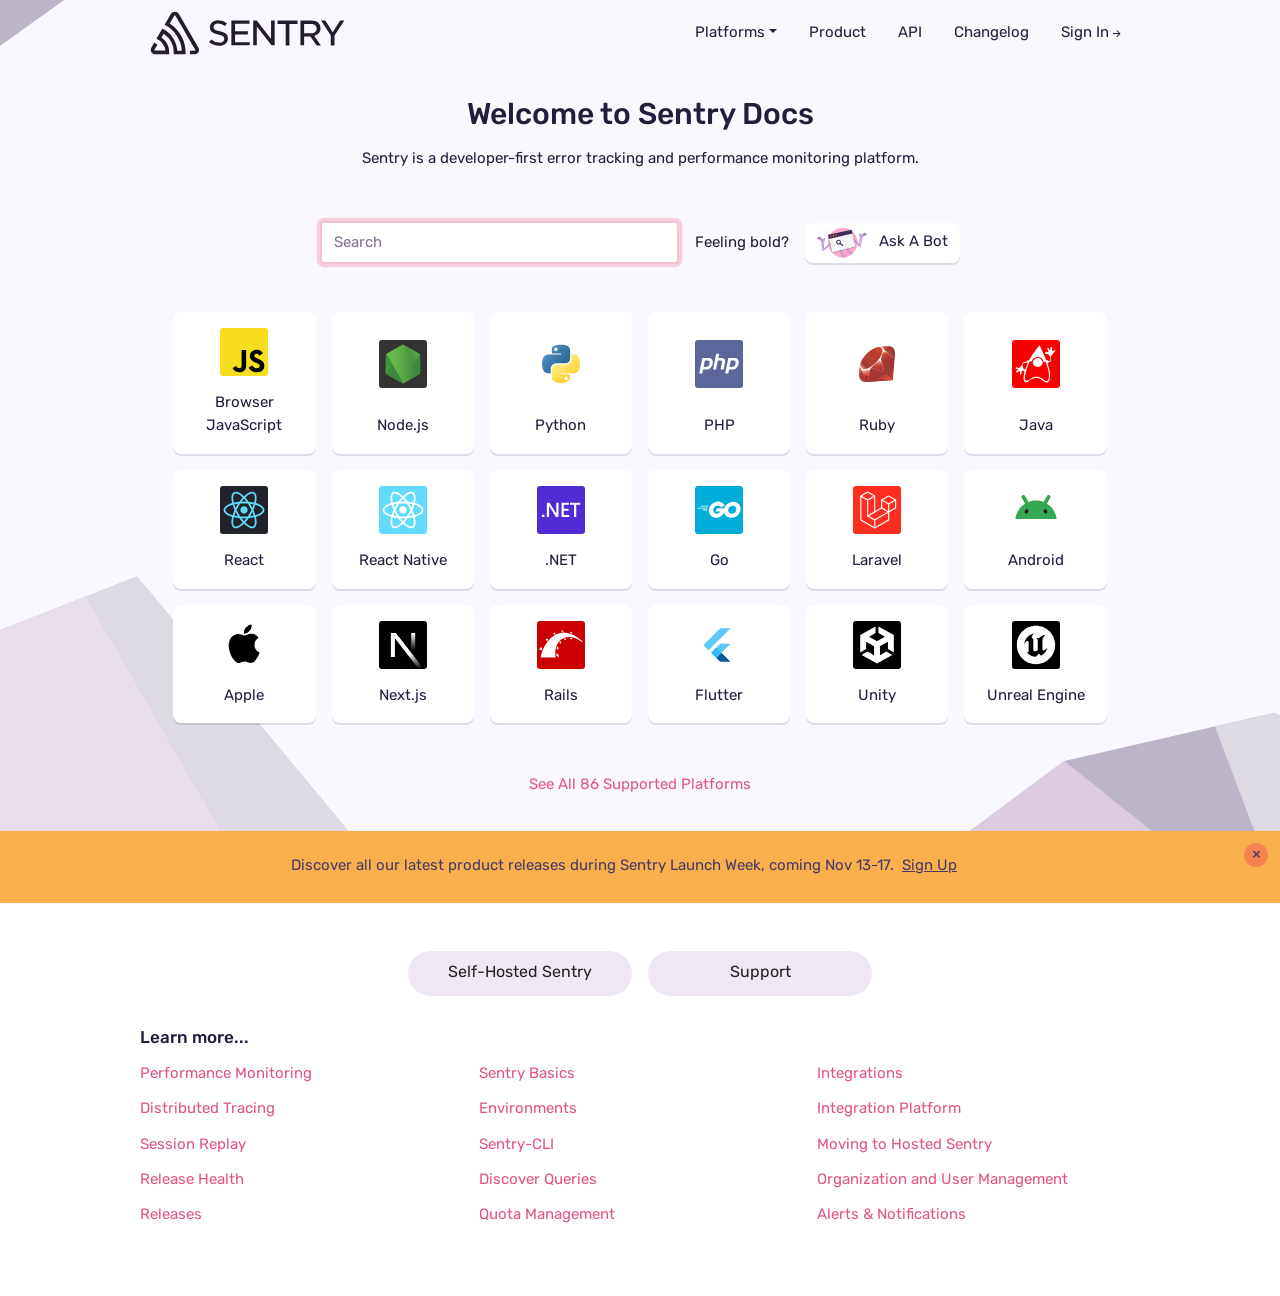 SENTRY
Platforms Product API Changelog Sign In →
Welcome to Sentry Docs
Sentry is a developer-first error tracking and performance monitoring platform.
Search Feeling bold? Ask A Bot
JS
php
Browser
JavaScript Node.js Python PHP Ruby Java
.NET GO
React React Native .NET Go Laravel Android
N
Apple Next.js Rails Flutter Unity Unreal Engine
See All 86 Supported Platforms
Discover all our latest product releases during Sentry Launch Week, coming Nov 13-17. Sign Up ×
Self-Hosted Sentry Support
Learn more...
Performance Monitoring Sentry Basics Integrations
Distributed Tracing Environments Integration Platform
Session Replay Sentry-CLI Moving to Hosted Sentry
Release Health Discover Queries Organization and User Management
Releases Quota Management Alerts & Notifications